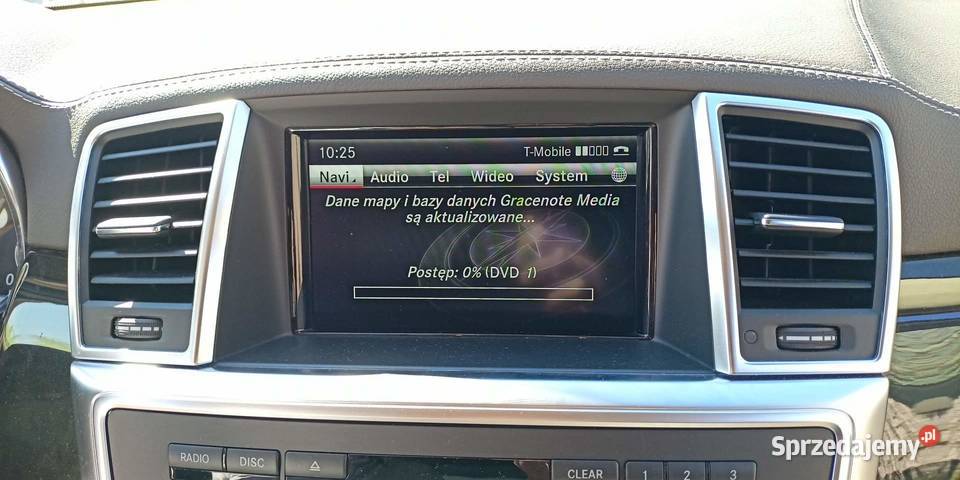 10:25 T-Mobile
Navi Audio Tel Wideo System
Dane mapy i bazy danych Gracenote Media
są aktualizowane...
Postęp: 0% (DVD 1)
RADIO DISC CLEAR 1 2 3
0
Sprzedajemy.pl